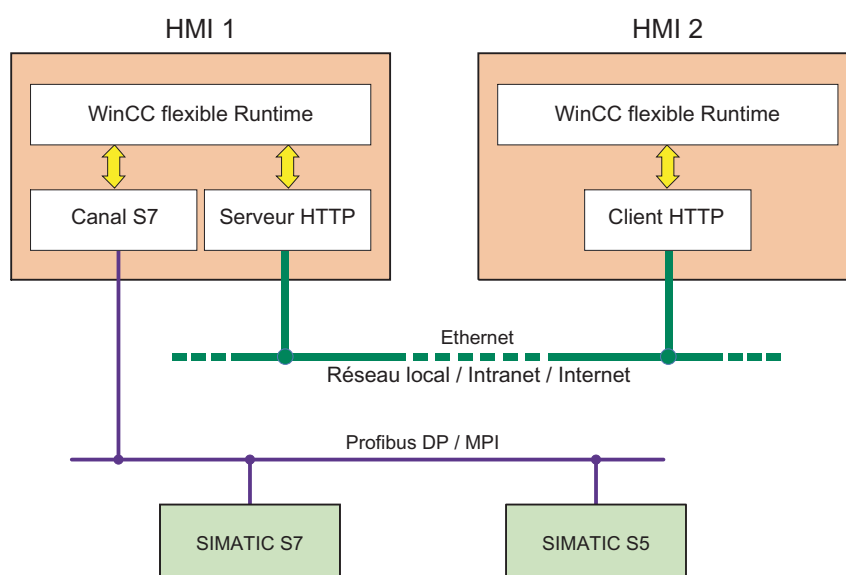 HMI 1
HMI 2
WinCC flexible Runtime
WinCC flexible Runtime
Canal S7
Serveur HTTP
Client HTTP
Ethernet
Réseau local / Intranet / Internet
Profibus DP / MPI
SIMATIC S7
SIMATIC S5